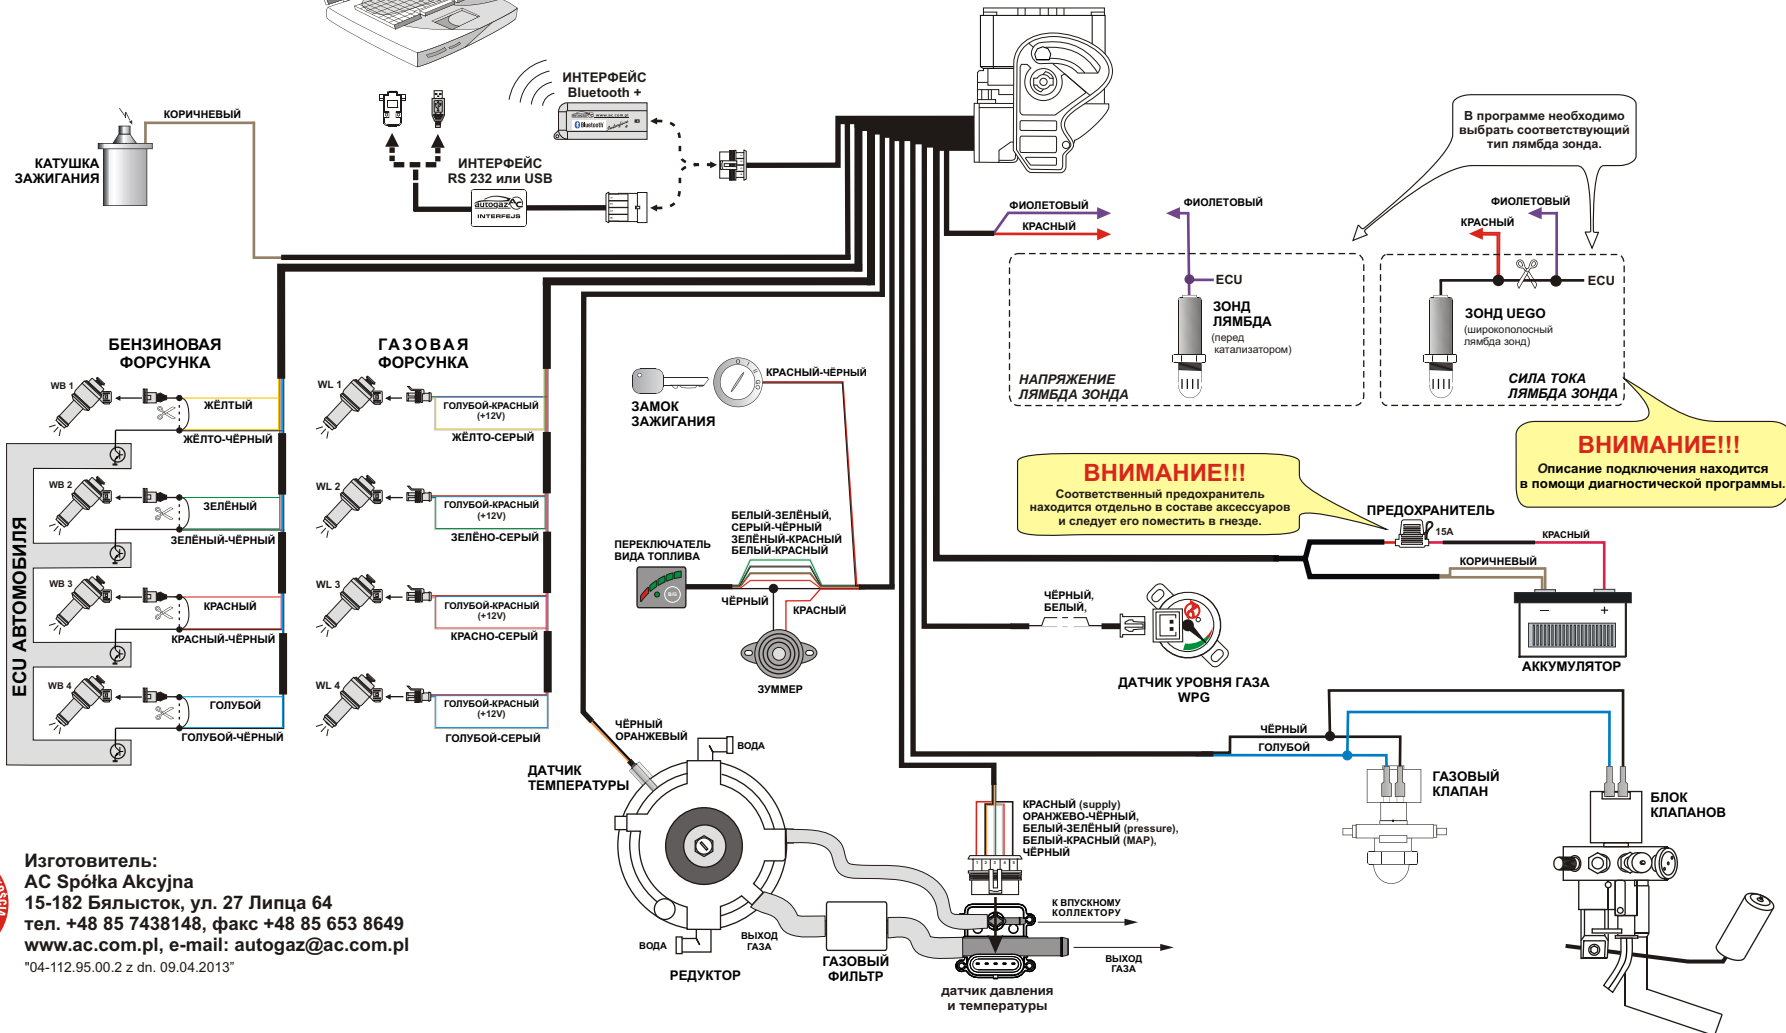 ИНТЕРФЕЙС
Bluetooth +
www.ac.com.pl
Bluetooth
КОРИЧНЕВЫЙ
КАТУШКА
ЗАЖИГАНИЯ
ИНТЕРФЕЙС
RS 232 или USB
autogaz AC
INTERFEJS
В программе необходимо
выбрать соответствующий
тип лямбда зонда.
ФИОЛЕТОВЫЙ
КРАСНЫЙ
ФИОЛЕТОВЫЙ
ECU
ЗОНД
ЛЯМБДА
(перед
катализатором)
НАПРЯЖЕНИЕ
ЛЯМБДА ЗОНДА
ФИОЛЕТОВЫЙ
КРАСНЫЙ
ECU
ЗОНД UEGO
(широкополосный
лямбда зонд)
СИЛА ТОКА
ЛЯМБДА ЗОНДА
БЕНЗИНОВАЯ
ФОРСУНКА
WB 1
ЖЁЛТЫЙ
ЖЁЛТО-ЧЁРНЫЙ
WB 2
ЗЕЛЁНЫЙ
ЗЕЛЁНЫЙ-ЧЁРНЫЙ
WB 3
КРАСНЫЙ
КРАСНЫЙ-ЧЁРНЫЙ
WB 4
ГОЛУБОЙ
ГОЛУБОЙ-ЧЁРНЫЙ
ECU АВТОМОБИЛЯ
ГАЗОВАЯ
ФОРСУНКА
WL 1
ГОЛУБОЙ-КРАСНЫЙ
(+12V)
ЖЁЛТО-СЕРЫЙ
WL 2
ГОЛУБОЙ-КРАСНЫЙ
(+12V)
ЗЕЛЁНО-СЕРЫЙ
WL 3
ГОЛУБОЙ-КРАСНЫЙ
(+12V)
КРАСНО-СЕРЫЙ
WL 4
ГОЛУБОЙ-КРАСНЫЙ
(+12V)
ГОЛУБОЙ-СЕРЫЙ
КРАСНЫЙ-ЧЁРНЫЙ
ЗАМОК
ЗАЖИГАНИЯ
БЕЛЫЙ-ЗЕЛЁНЫЙ,
СЕРЫЙ-ЧЁРНЫЙ
ЗЕЛЁНЫЙ-КРАСНЫЙ
БЕЛЫЙ-КРАСНЫЙ
ПЕРЕКЛЮЧАТЕЛЬ
ВИДА ТОПЛИВА
ЧЁРНЫЙ
КРАСНЫЙ
ЗУММЕР
ВНИМАНИЕ!!!
Соответственный предохранитель
находится отдельно в составе аксессуаров
и следует его поместить в гнезде.
ВНИМАНИЕ!!!
Описание подключения находится
в помощи диагностической программы.
ПРЕДОХРАНИТЕЛЬ
15A
КРАСНЫЙ
КОРИЧНЕВЫЙ
– +
АККУМУЛЯТОР
ЧЁРНЫЙ,
БЕЛЫЙ,
ДАТЧИК УРОВНЯ ГАЗА
WPG
ЧЁРНЫЙ
ГОЛУБОЙ
ГАЗОВЫЙ
КЛАПАН
БЛОК
КЛАПАНОВ
ЧЁРНЫЙ
ОРАНЖЕВЫЙ
ДАТЧИК
ТЕМПЕРАТУРЫ
ВОДА
ВОДА
РЕДУКТОР
ВЫХОД
ГАЗА
ГАЗОВЫЙ
ФИЛЬТР
КРАСНЫЙ (supply)
ОРАНЖЕВО-ЧЁРНЫЙ,
БЕЛЫЙ-ЗЕЛЁНЫЙ (pressure),
БЕЛЫЙ-КРАСНЫЙ (MAP),
ЧЁРНЫЙ
К ВПУСКНОМУ
КОЛЛЕКТОРУ
ВЫХОД
ГАЗА
датчик давления
и температуры
Изготовитель:
AC Spółka Akcyjna
15-182 Бялысток, ул. 27 Липца 64
тел. +48 85 7438148, факс +48 85 653 8649
www.ac.com.pl, e-mail: autogaz@ac.com.pl
"04-112.95.00.2 z dn. 09.04.2013"